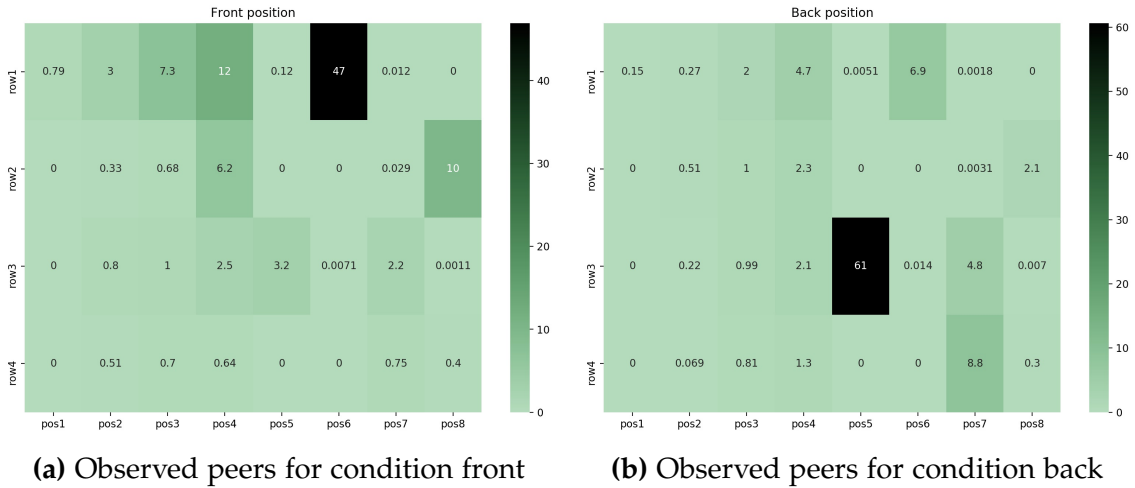 Front position
row1 0.79 3 7.3 12 0.12 47 0.012 0
row2 0 0.33 0.68 6.2 0 0 0.029 10
row3 0 0.8 1 2.5 3.2 0.0071 2.2 0.0011
row4 0 0.51 0.7 0.64 0 0 0.75 0.4
pos1 pos2 pos3 pos4 pos5 pos6 pos7 pos8
40
30
20
10
0
(a) Observed peers for condition front
Back position
row1 0.15 0.27 2 4.7 0.0051 6.9 0.0018 0
row2 0 0.51 1 2.3 0 0 0.0031 2.1
row3 0 0.22 0.99 2.1 61 0.014 4.8 0.007
row4 0 0.069 0.81 1.3 0 0 8.8 0.3
pos1 pos2 pos3 pos4 pos5 pos6 pos7 pos8
60
50
40
30
20
10
0
(b) Observed peers for condition back